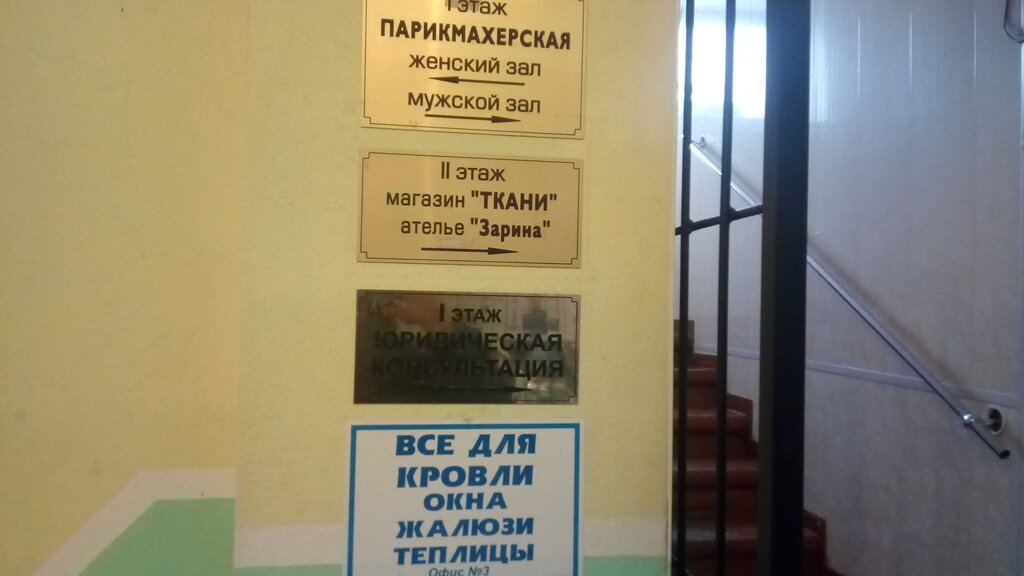 I этаж
ПАРИКМАХЕРСКАЯ
женский зал
мужской зал
II этаж
магазин "ТКАНИ"
ателье "Зарина"
I этаж
ЮРИДИЧЕСКАЯ
КОНСУЛЬТАЦИЯ
ВСЕ ДЛЯ
КРОВЛИ
ОКНА
ЖАЛЮЗИ
ТЕПЛИЦЫ
Офис №3